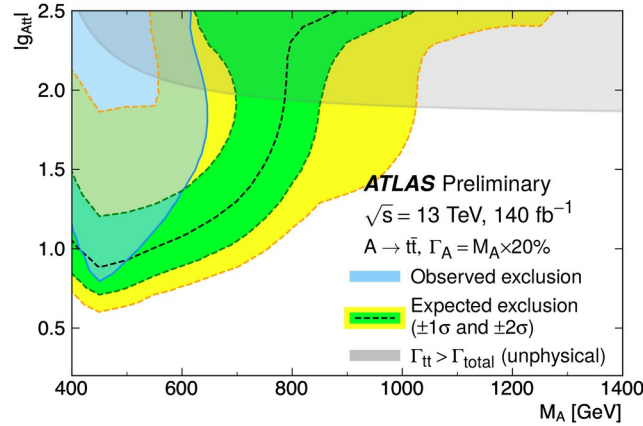 |g_Att|
2.5
2.0
1.5
1.0
0.5
ATLAS Preliminary
√s = 13 TeV, 140 fb⁻¹
A → tt̄, Γ_A = M_A×20%
Observed exclusion
Expected exclusion
(±1σ and ±2σ)
Γ_tt > Γ_total (unphysical)
400 600 800 1000 1200 1400
M_A [GeV]